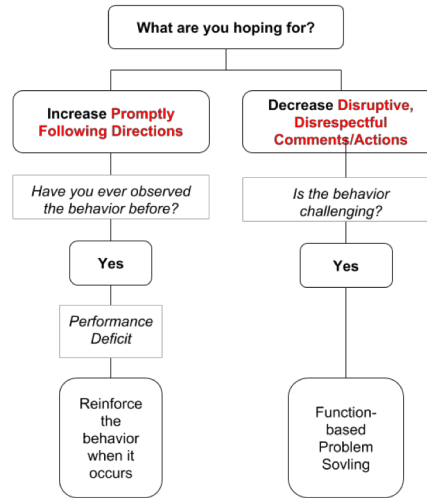 What are you hoping for?
Increase Promptly
Following Directions
Decrease Disruptive,
Disrespectful
Comments/Actions
Have you ever observed
the behavior before?
Is the behavior
challenging?
Yes
Yes
Performance
Deficit
Reinforce
the
behavior
when it
occurs
Function-
based
Problem
Sovling